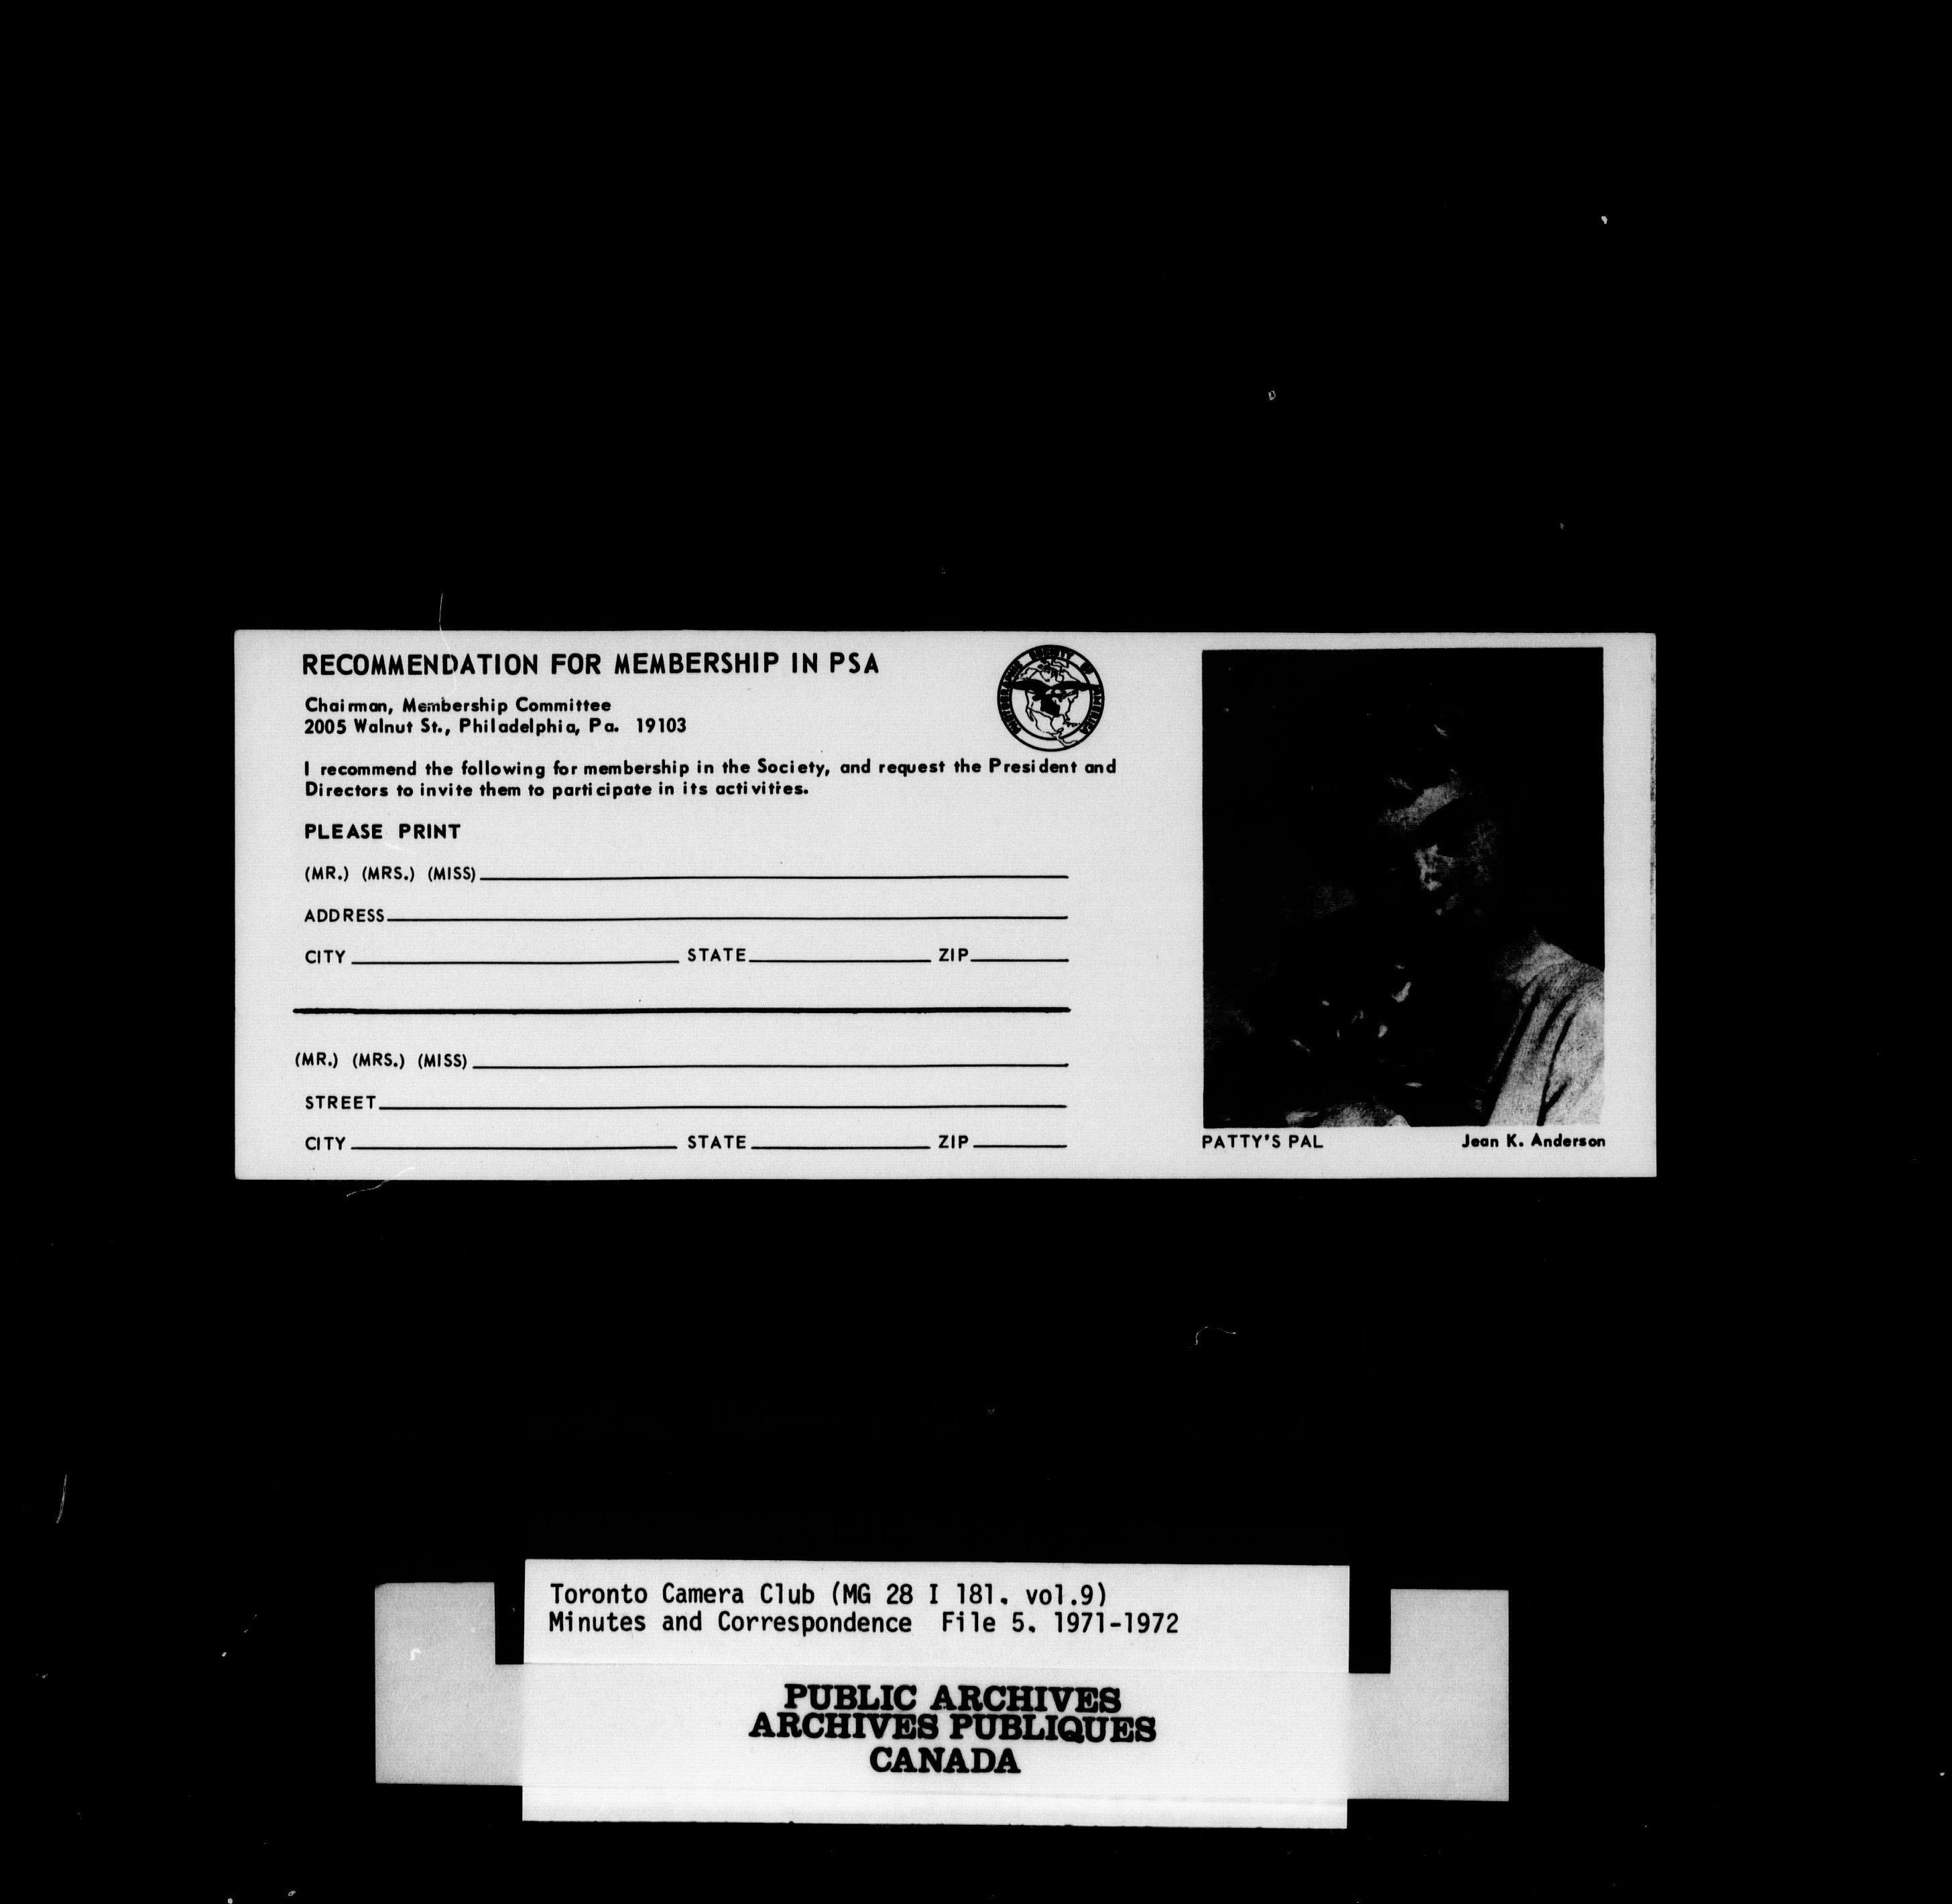 RECOMMENDATION FOR MEMBERSHIP IN PSA
Chairman, Membership Committee
2005 Walnut St., Philadelphia, Pa. 19103
PHOTOGRAPHIC SOCIETY OF AMERICA
I recommend the following for membership in the Society, and request the President and
Directors to invite them to participate in its activities.
PLEASE PRINT
(MR.) (MRS.) (MISS)
ADDRESS
CITY STATE ZIP
(MR.) (MRS.) (MISS)
STREET
CITY STATE ZIP
PATTY'S PAL Jean K. Anderson
Toronto Camera Club (MG 28 I 181, vol.9)
Minutes and Correspondence File 5, 1971-1972
PUBLIC ARCHIVES
ARCHIVES PUBLIQUES
CANADA